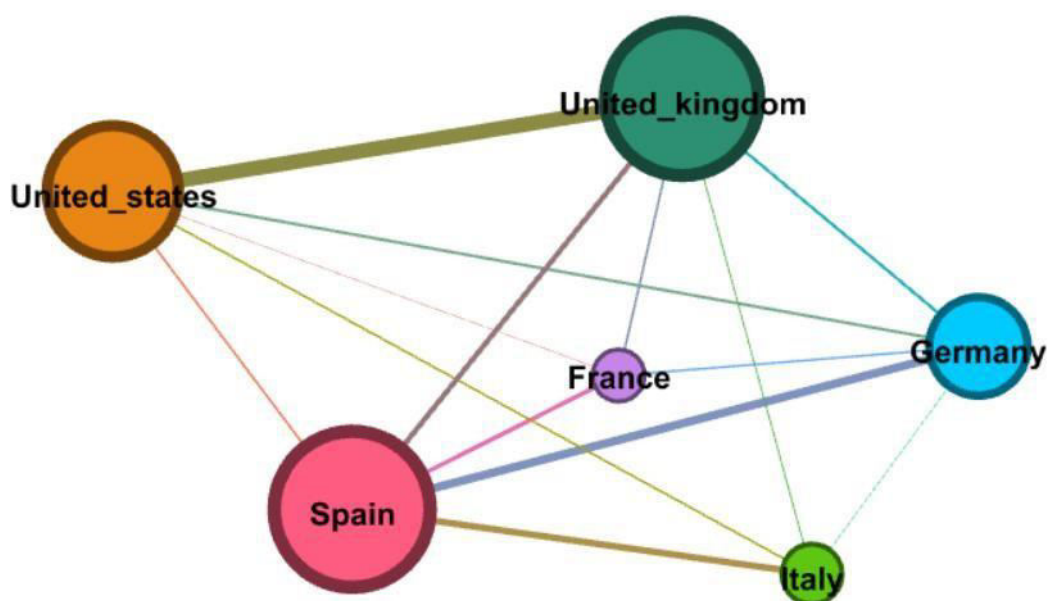 United_kingdom
United_states
Germany
France
Spain
Italy